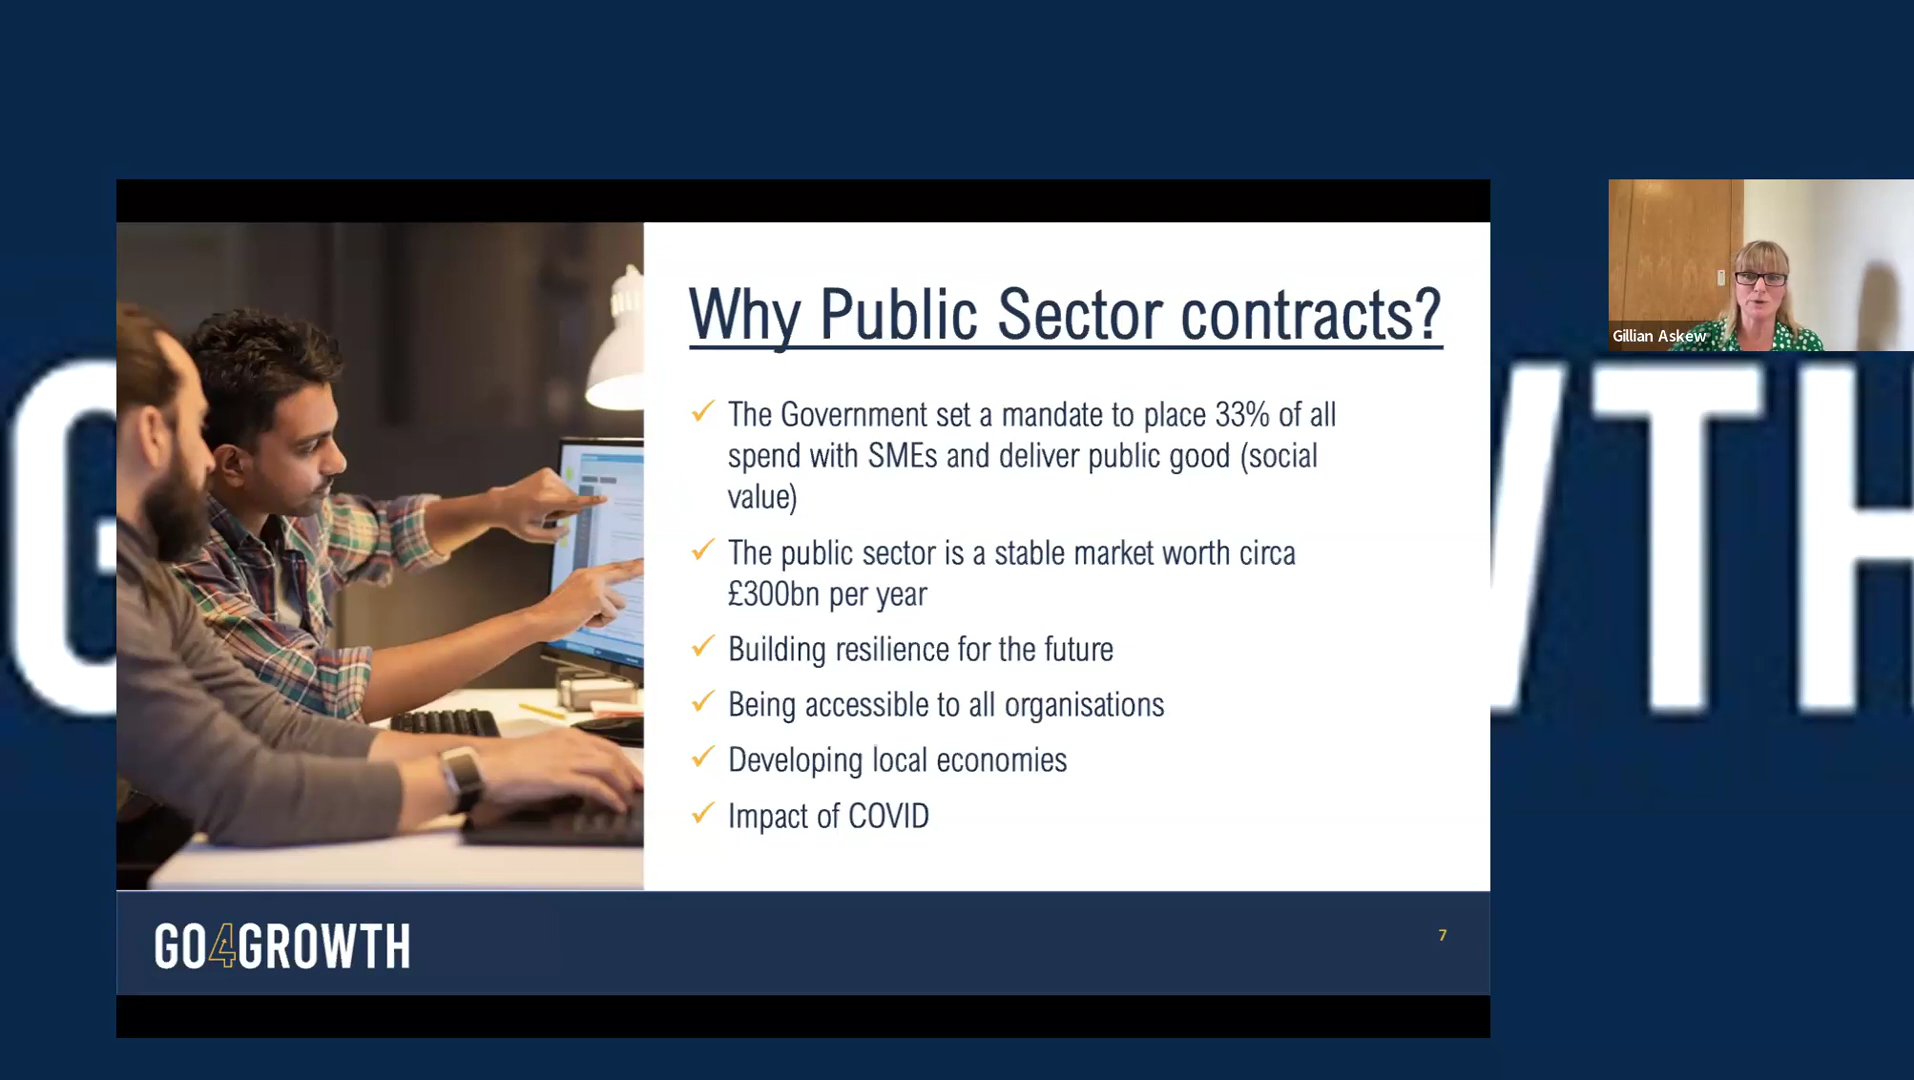 Why Public Sector contracts?
The Government set a mandate to place 33% of all
spend with SMEs and deliver public good (social
value)
The public sector is a stable market worth circa
£300bn per year
Building resilience for the future
Being accessible to all organisations
Developing local economies
Impact of COVID
GO4GROWTH
7
Gillian Askew
G
WTH